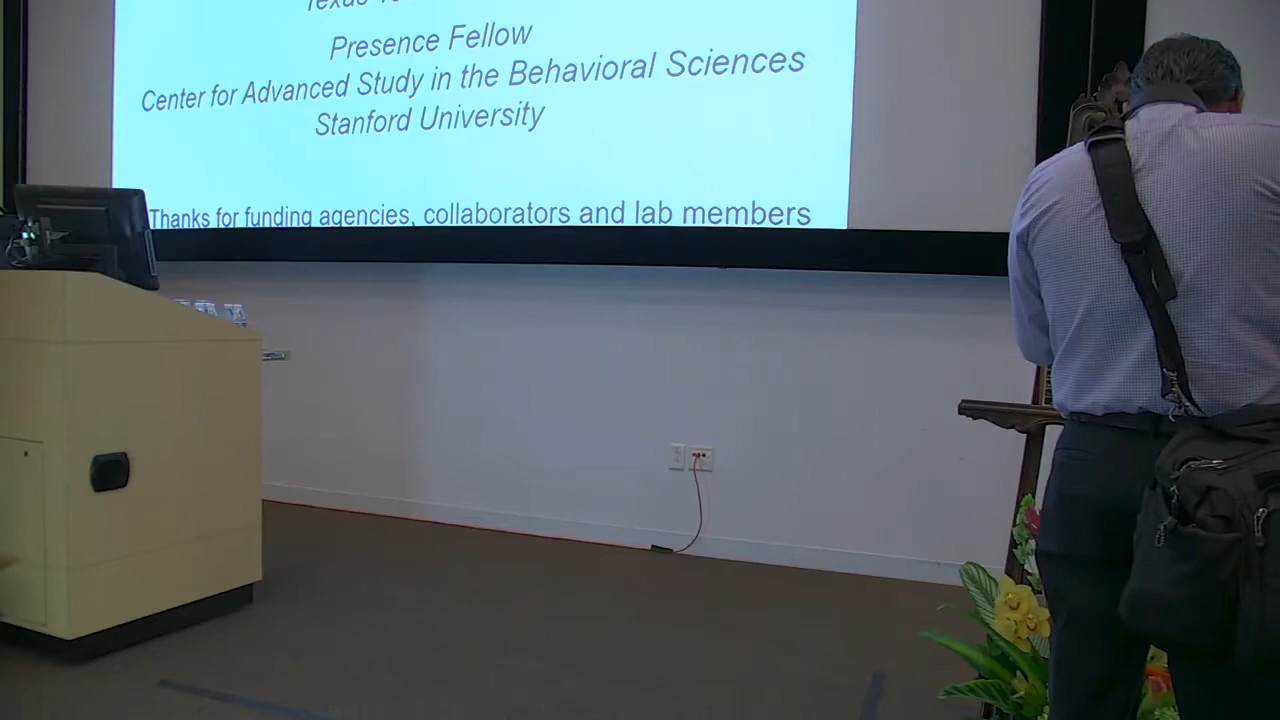 Texas
Presence Fellow
Center for Advanced Study in the Behavioral Sciences
Stanford University
Thanks for funding agencies, collaborators and lab members